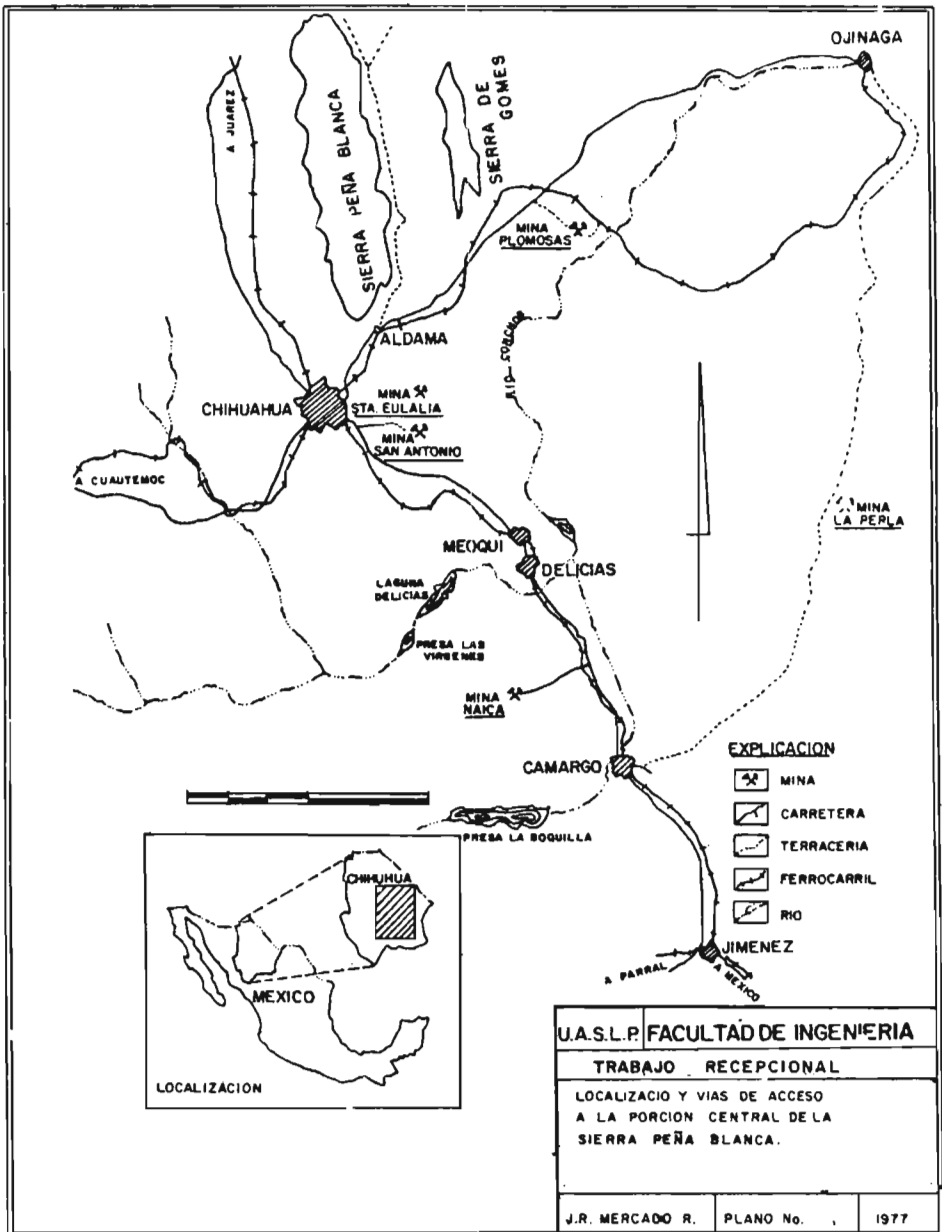 OJINAGA
A JUAREZ
SIERRA PEÑA BLANCA
SIERRA DE
GOMES
MINA
PLOMOSAS
ALDAMA
RIO CONCHOS
CHIHUAHUA
MINA
STA. EULALIA
MINA
SAN ANTONIO
A CUAUTEMOC
MINA
LA PERLA
MEOQUI
DELICIAS
LAGUNA
DELICIAS
PRESA LAS
VIRGENES
MINA
NAICA
CAMARGO
EXPLICACION
MINA
CARRETERA
TERRACERIA
FERROCARRIL
RIO
PRESA LA BOQUILLA
CHIHUHUA
MEXICO
LOCALIZACION
JIMENEZ
A PARRAL
A MEXICO
U.A.S.L.P. FACULTAD DE INGENIERIA
TRABAJO RECEPCIONAL
LOCALIZACIO Y VIAS DE ACCESO
A LA PORCION CENTRAL DE LA
SIERRA PEÑA BLANCA.
J.R. MERCADO R. PLANO No. 1977